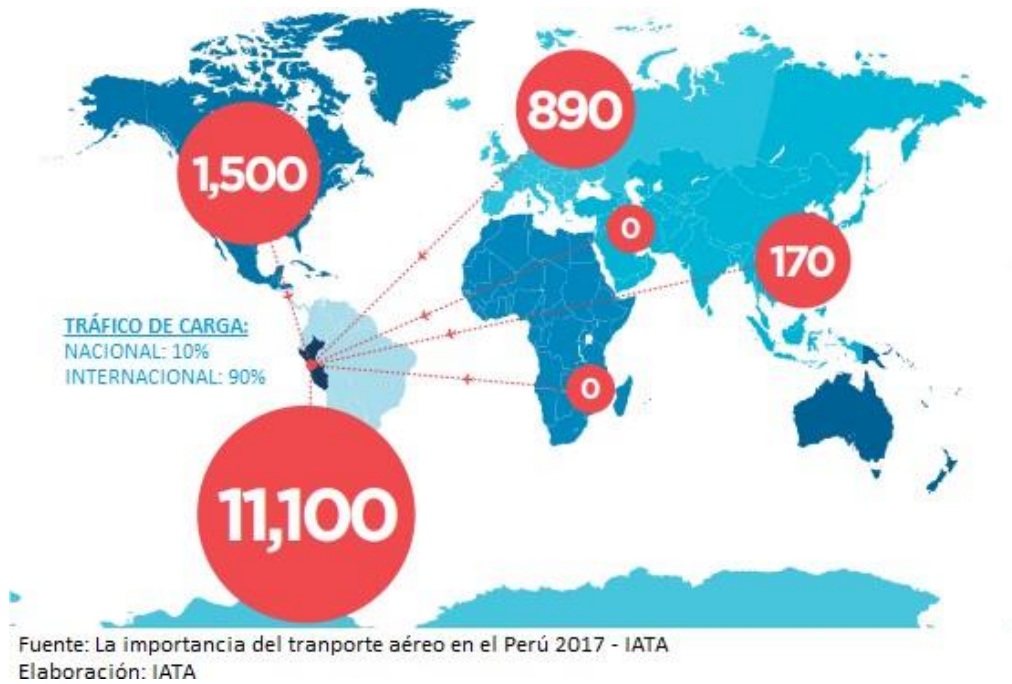 890
1,500
0
170
TRÁFICO DE CARGA:
NACIONAL: 10%
INTERNACIONAL: 90%
0
11,100
Fuente: La importancia del tranporte aéreo en el Perú 2017 - IATA
Elaboración: IATA